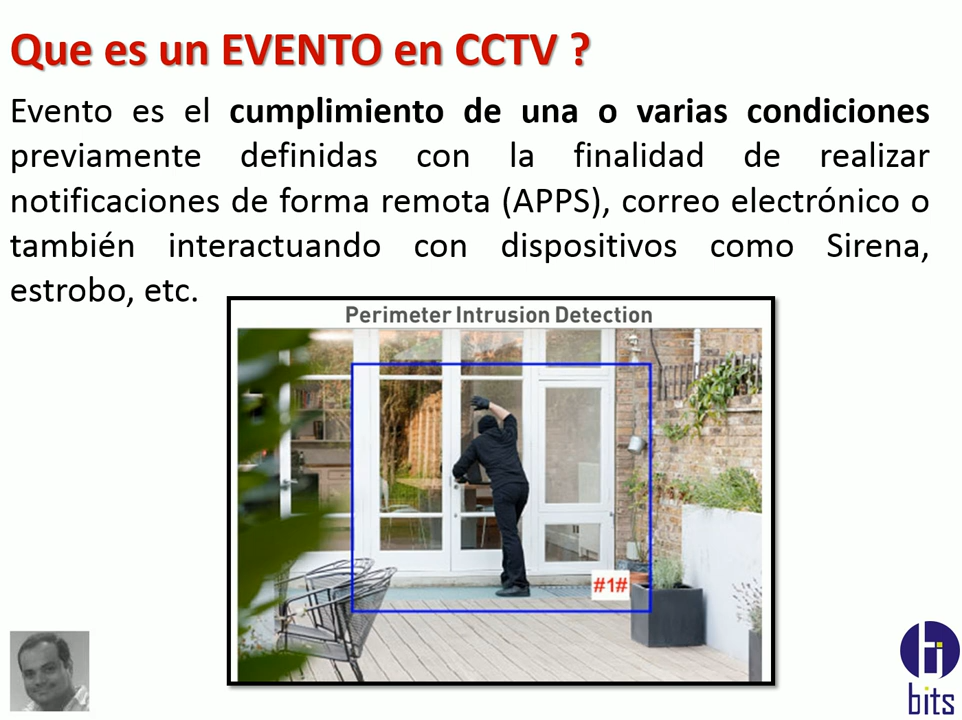 Que es un EVENTO en CCTV ?
Evento es el cumplimiento de una o varias condiciones
previamente definidas con la finalidad de realizar
notificaciones de forma remota (APPS), correo electrónico o
también interactuando con dispositivos como Sirena,
estrobo, etc.
Perimeter Intrusion Detection
#1#
bits